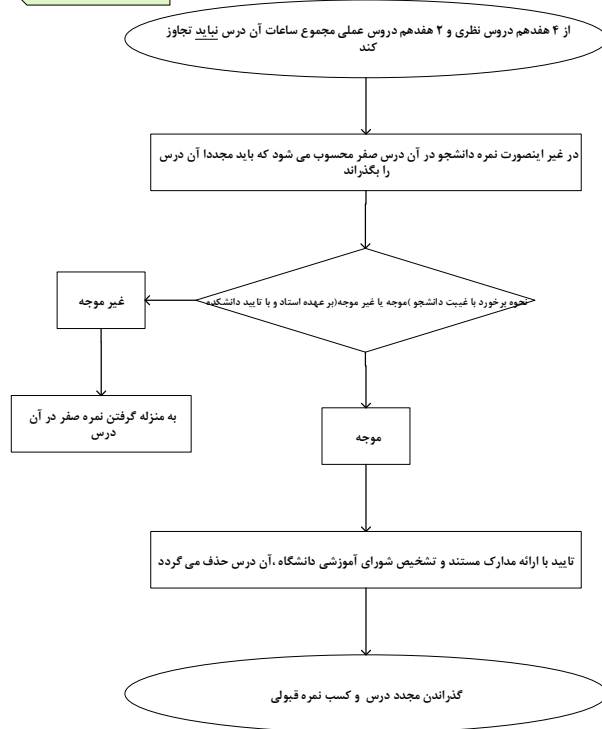 از ۴ هفدهم دروس نظری و ۲ هفدهم دروس عملی مجموع ساعات آن درس نباید تجاوز
کند
در غیر اینصورت نمره دانشجو در آن درس صفر محسوب می شود که باید مجددا آن درس
را بگذراند
نحوه برخورد با غیبت دانشجو )موجه یا غیر موجه(بر عهده استاد و با تایید دانشکده
غیر موجه
به منزله گرفتن نمره صفر در آن
درس
موجه
تایید با ارائه مدارک مستند و تشخیص شورای آموزشی دانشگاه ،آن درس حذف می گردد
گذراندن مجدد درس و کسب نمره قبولی